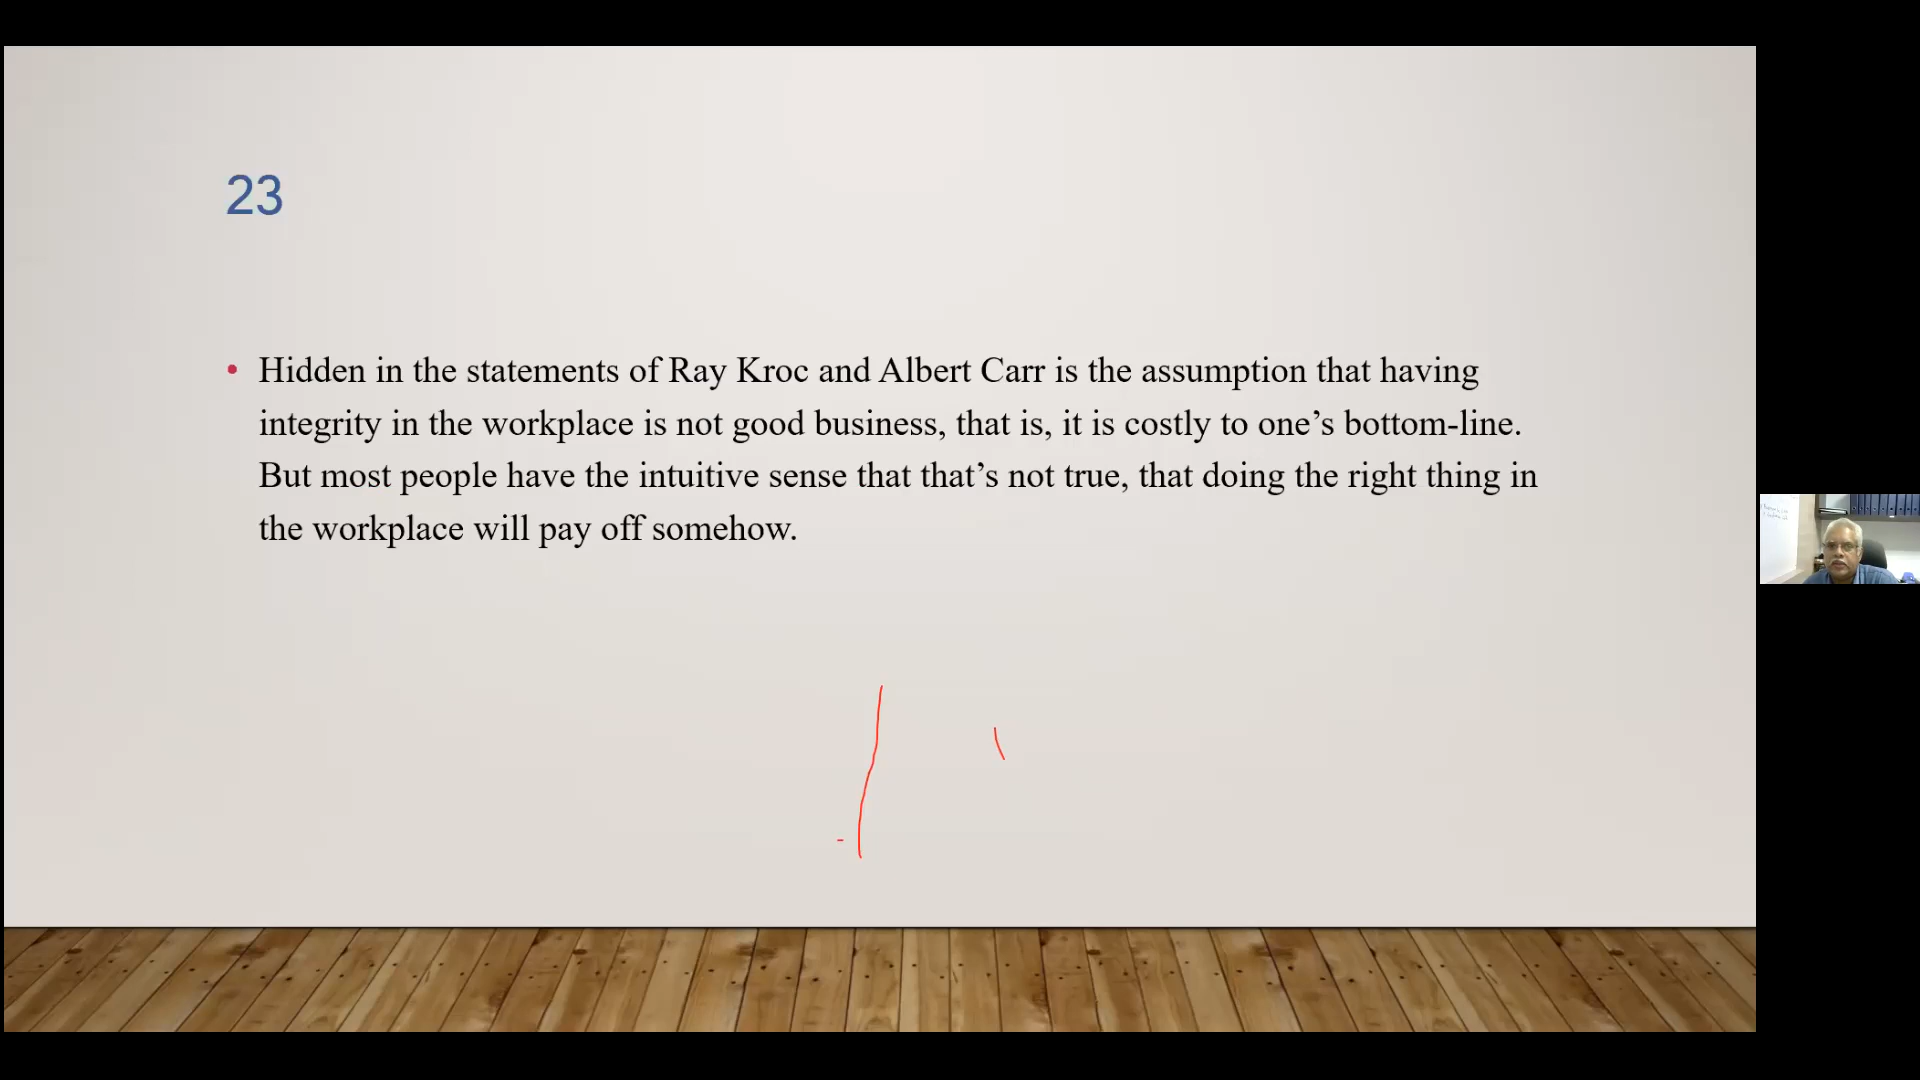 23
• Hidden in the statements of Ray Kroc and Albert Carr is the assumption that having
integrity in the workplace is not good business, that is, it is costly to one’s bottom-line.
But most people have the intuitive sense that that’s not true, that doing the right thing in
the workplace will pay off somehow.